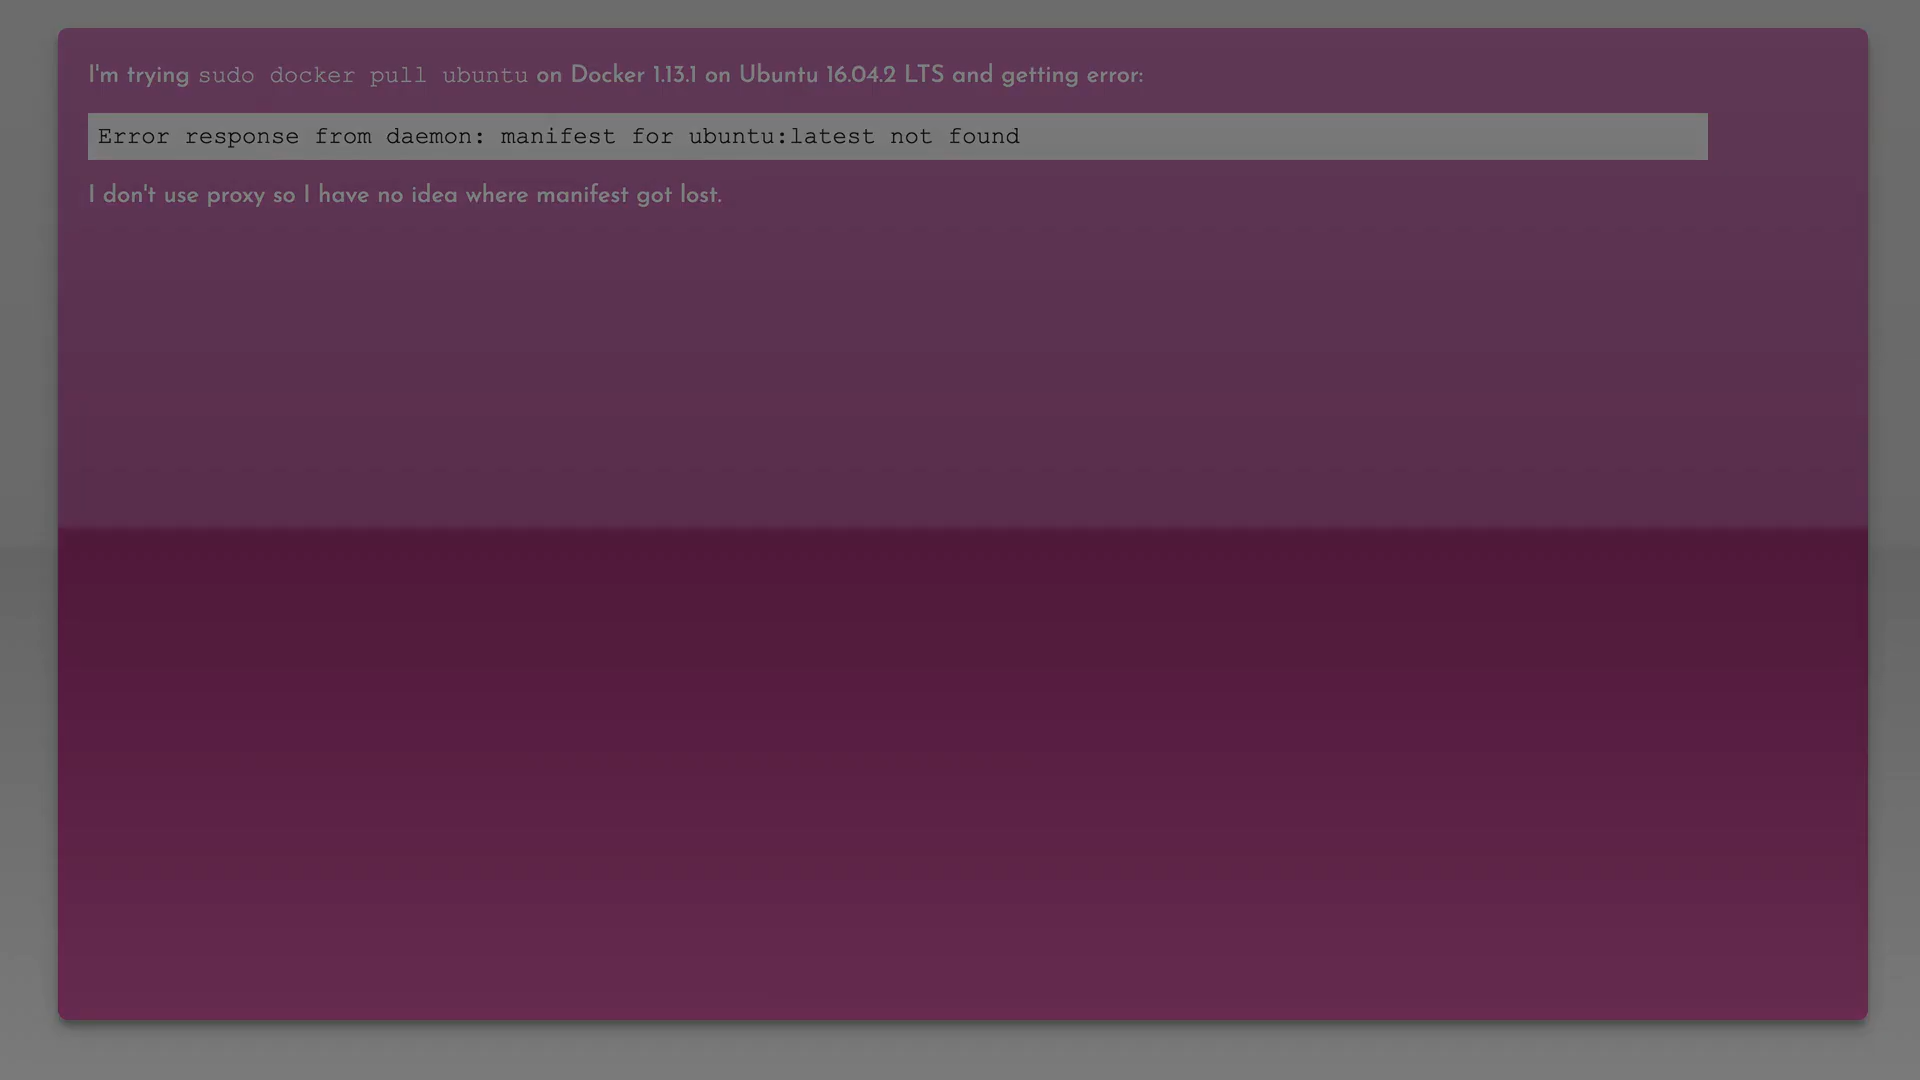 I'm trying sudo docker pull ubuntu on Docker 1.13.1 on Ubuntu 16.04.2 LTS and getting error:
Error response from daemon: manifest for ubuntu:latest not found
I don't use proxy so I have no idea where manifest got lost.